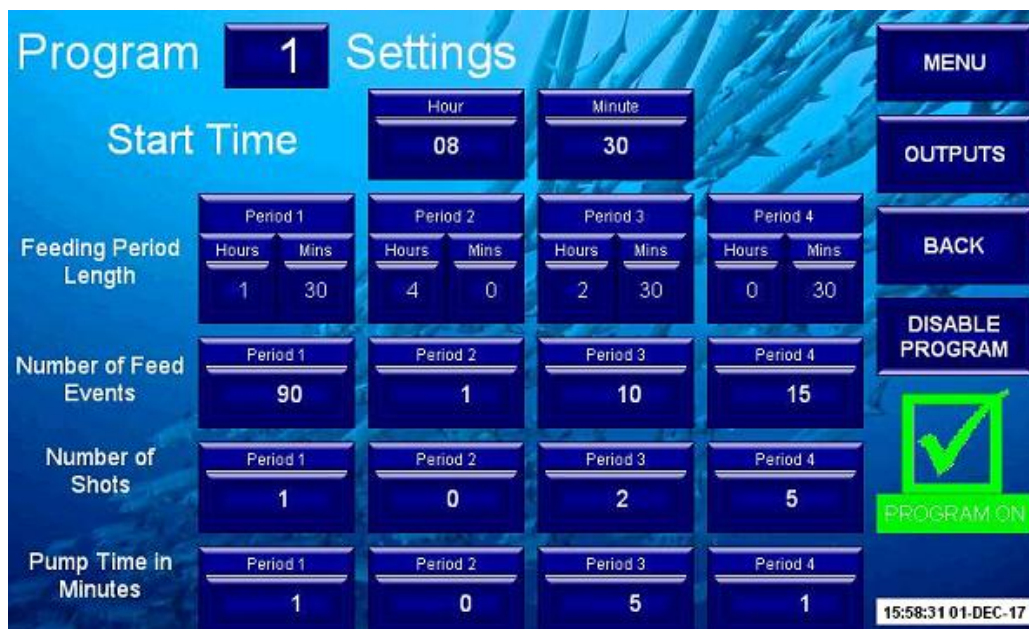 Program 1 Settings
MENU
Start Time
Hour Minute
08 30
OUTPUTS
Feeding Period
Length
Period 1 Period 2 Period 3 Period 4
Hours Mins Hours Mins Hours Mins Hours Mins
1 30 4 0 2 30 0 30
BACK
DISABLE
PROGRAM
Number of Feed
Events
Period 1 Period 2 Period 3 Period 4
90 1 10 15
Number of
Shots
Period 1 Period 2 Period 3 Period 4
1 0 2 5
PROGRAM ON
Pump Time in
Minutes
Period 1 Period 2 Period 3 Period 4
1 0 5 1
15:58:31 01-DEC-17